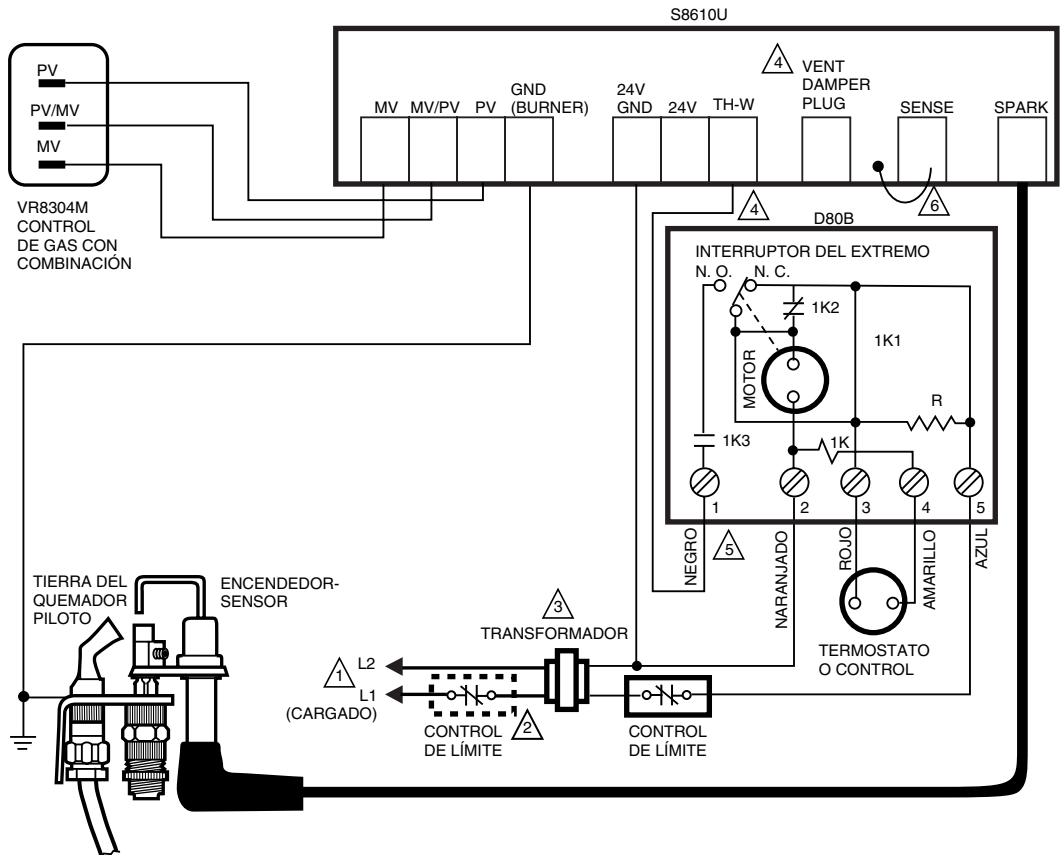 S8610U
PV
PV/MV
MV
VR8304M
CONTROL
DE GAS CON
COMBINACIÓN
MV
MV/PV
PV
GND
(BURNER)
24V
GND
24V
TH-W
4
VENT
DAMPER
PLUG
SENSE
SPARK
4
6
D80B
INTERRUPTOR DEL EXTREMO
N. O.
N. C.
1K2
1K1
MOTOR
R
1K3
1K
1
2
3
4
5
5
NEGRO
NARANJADO
ROJO
AMARILLO
AZUL
TERMOSTATO
O CONTROL
TIERRA DEL
QUEMADOR
PILOTO
ENCENDEDOR-
SENSOR
3
TRANSFORMADOR
1
L2
L1
(CARGADO)
2
CONTROL
DE LÍMITE
CONTROL
DE LÍMITE